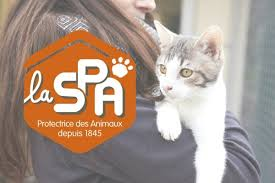 la SPA
Protectrice des Animaux
depuis 1845